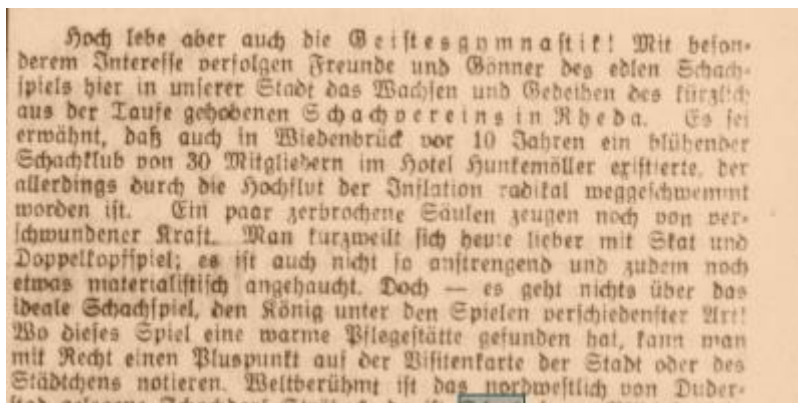 Hoch lebe aber auch die Geistesgymnastik! Mit beson-
derem Interesse verfolgen Freunde und Gönner des edlen Schach-
spiels hier in unserer Stadt das Wachsen und Gedeihen des kürzlich
aus der Taufe gehobenen Schachvereins in Rheda. Es sei
erwähnt, daß auch in Wiedenbrück vor 10 Jahren ein blühender
Schachklub von 30 Mitgliedern im Hotel Hunkemöller existierte, der
allerdings durch die Hochflut der Inflation radikal weggeschwemmt
worden ist. Ein paar zerbrochene Säulen zeugen noch von ver-
schwundener Kraft. Man kurzweilt sich heute lieber mit Skat und
Doppelkopfspiel; es ist auch nicht so anstrengend und zudem noch
etwas materialistisch angehaucht. Doch — es geht nichts über das
ideale Schachspiel, den König unter den Spielen verschiedenster Art!
Wo dieses Spiel eine warme Pflegestätte gefunden hat, kann man
mit Recht einen Pluspunkt auf der Visitenkarte der Stadt oder des
Städtchens notieren. Weltberühmt ist das nordwestlich von Duder-